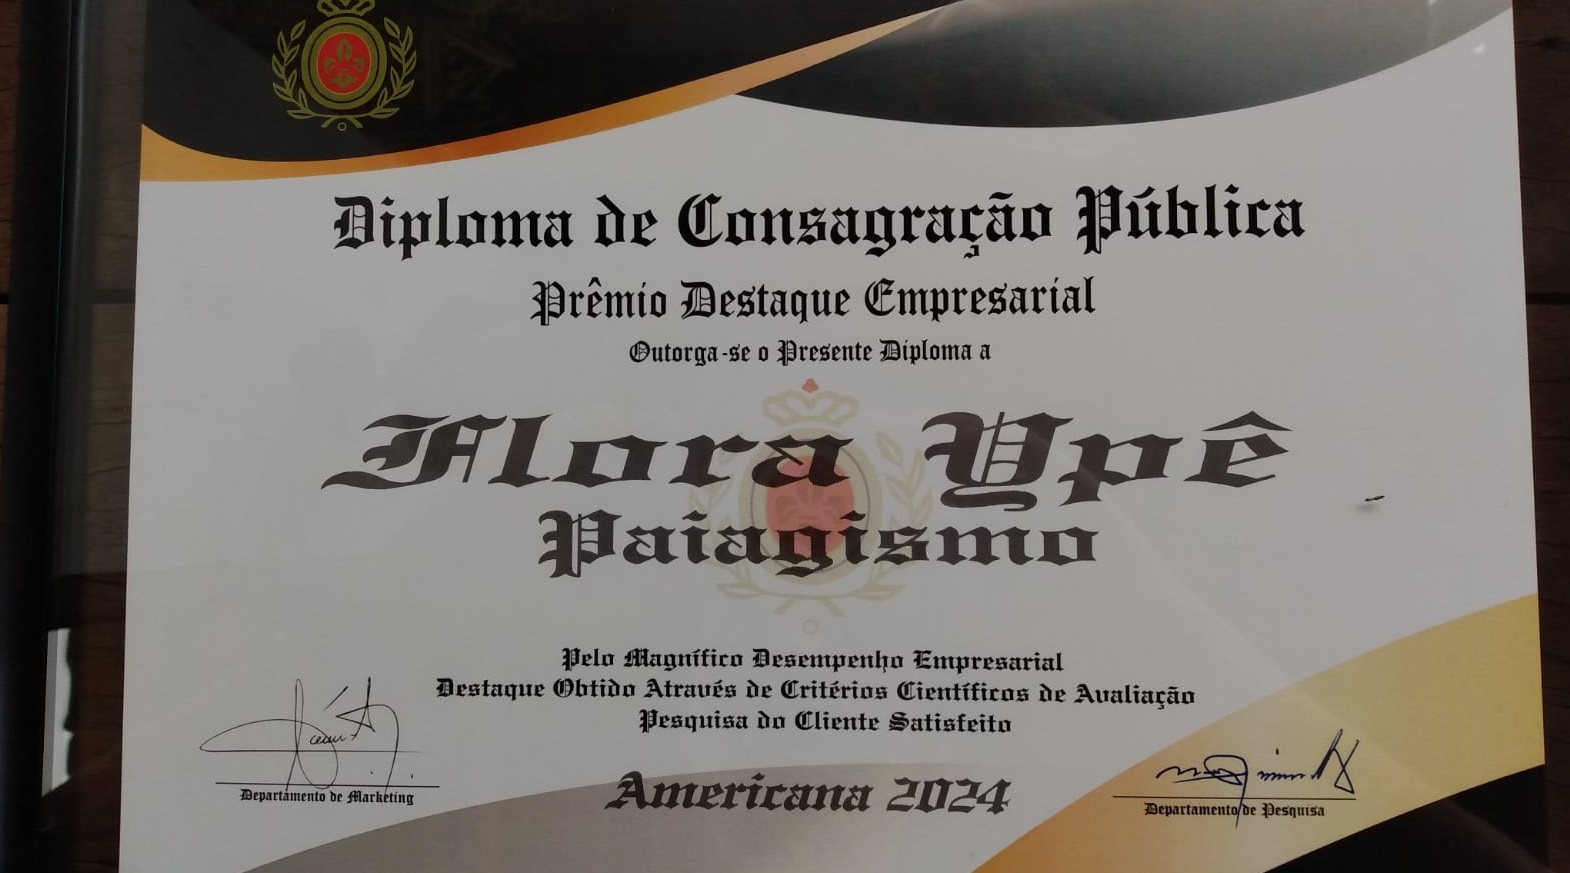 Diploma de Consagração Pública
Prêmio Destaque Empresarial
Outorga-se o Presente Diploma a
Flora Ypê
Paiagismo
Pelo Magnífico Desempenho Empresarial
Destaque Obtido Através de Critérios Científicos de Avaliação
Pesquisa do Cliente Satisfeito
Americana 2024
Departamento de Marketing
Departamento de Pesquisa